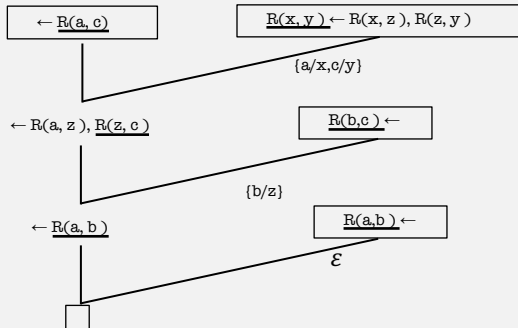 ← R(a, c) R(x, y) ← R(x, z), R(z, y)
{a/x,c/y}
← R(a, z), R(z, c) R(b,c) ←
{b/z}
← R(a, b) R(a,b) ←
ε